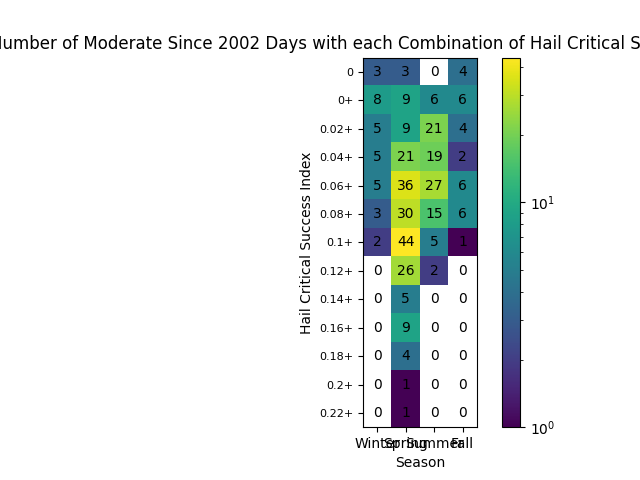 of Moderate Since 2002 Days with each Combination of Hail Critical
0 3 3 0 4
0+ 8 9 6 6
0.02+ 5 9 21 4
0.04+ 5 21 19 2
0.06+ 5 36 27 6
0.08+ 3 30 15 6
0.1+ 2 44 5 1
0.12+ 0 26 2 0
0.14+ 0 5 0 0
0.16+ 0 9 0 0
0.18+ 0 4 0 0
0.2+ 0 1 0 0
0.22+ 0 1 0 0
Hail Critical Success Index
Winter Spring Summer Fall
Season
10¹
10⁰